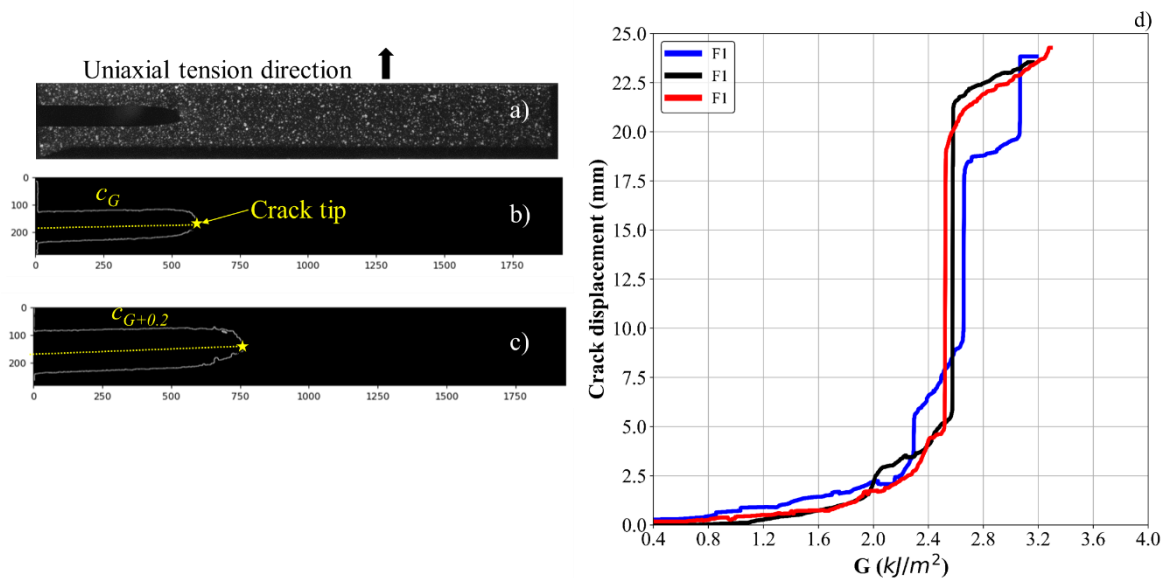 Uniaxial tension direction
a)
0
100
200
c_G
Crack tip
b)
0 250 500 750 1000 1250 1500 1750
0
100
200
c_{G+0.2}
c)
0 250 500 750 1000 1250 1500 1750
d)
25.0
22.5
20.0
17.5
15.0
12.5
10.0
7.5
5.0
2.5
0.0
Crack displacement (mm)
F1
F1
F1
0.4 0.8 1.2 1.6 2.0 2.4 2.8 3.2 3.6 4.0
G (kJ/m²)